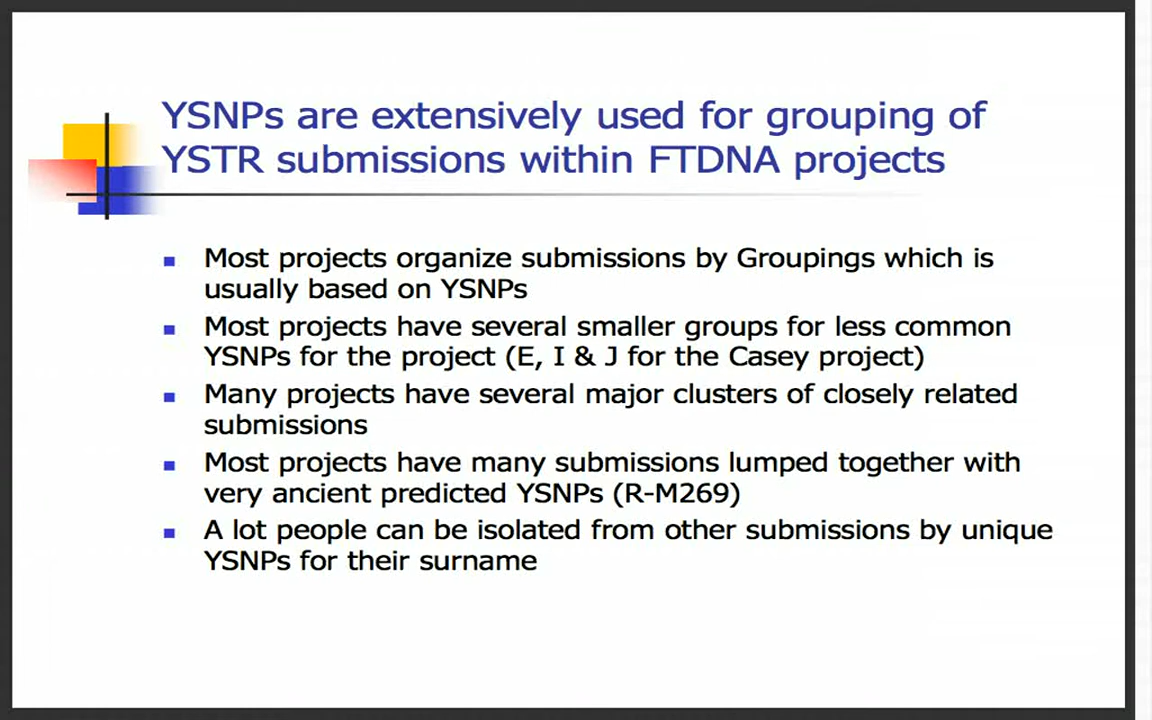 YSNPs are extensively used for grouping of
YSTR submissions within FTDNA projects
Most projects organize submissions by Groupings which is
usually based on YSNPs
Most projects have several smaller groups for less common
YSNPs for the project (E, I & J for the Casey project)
Many projects have several major clusters of closely related
submissions
Most projects have many submissions lumped together with
very ancient predicted YSNPs (R-M269)
A lot people can be isolated from other submissions by unique
YSNPs for their surname